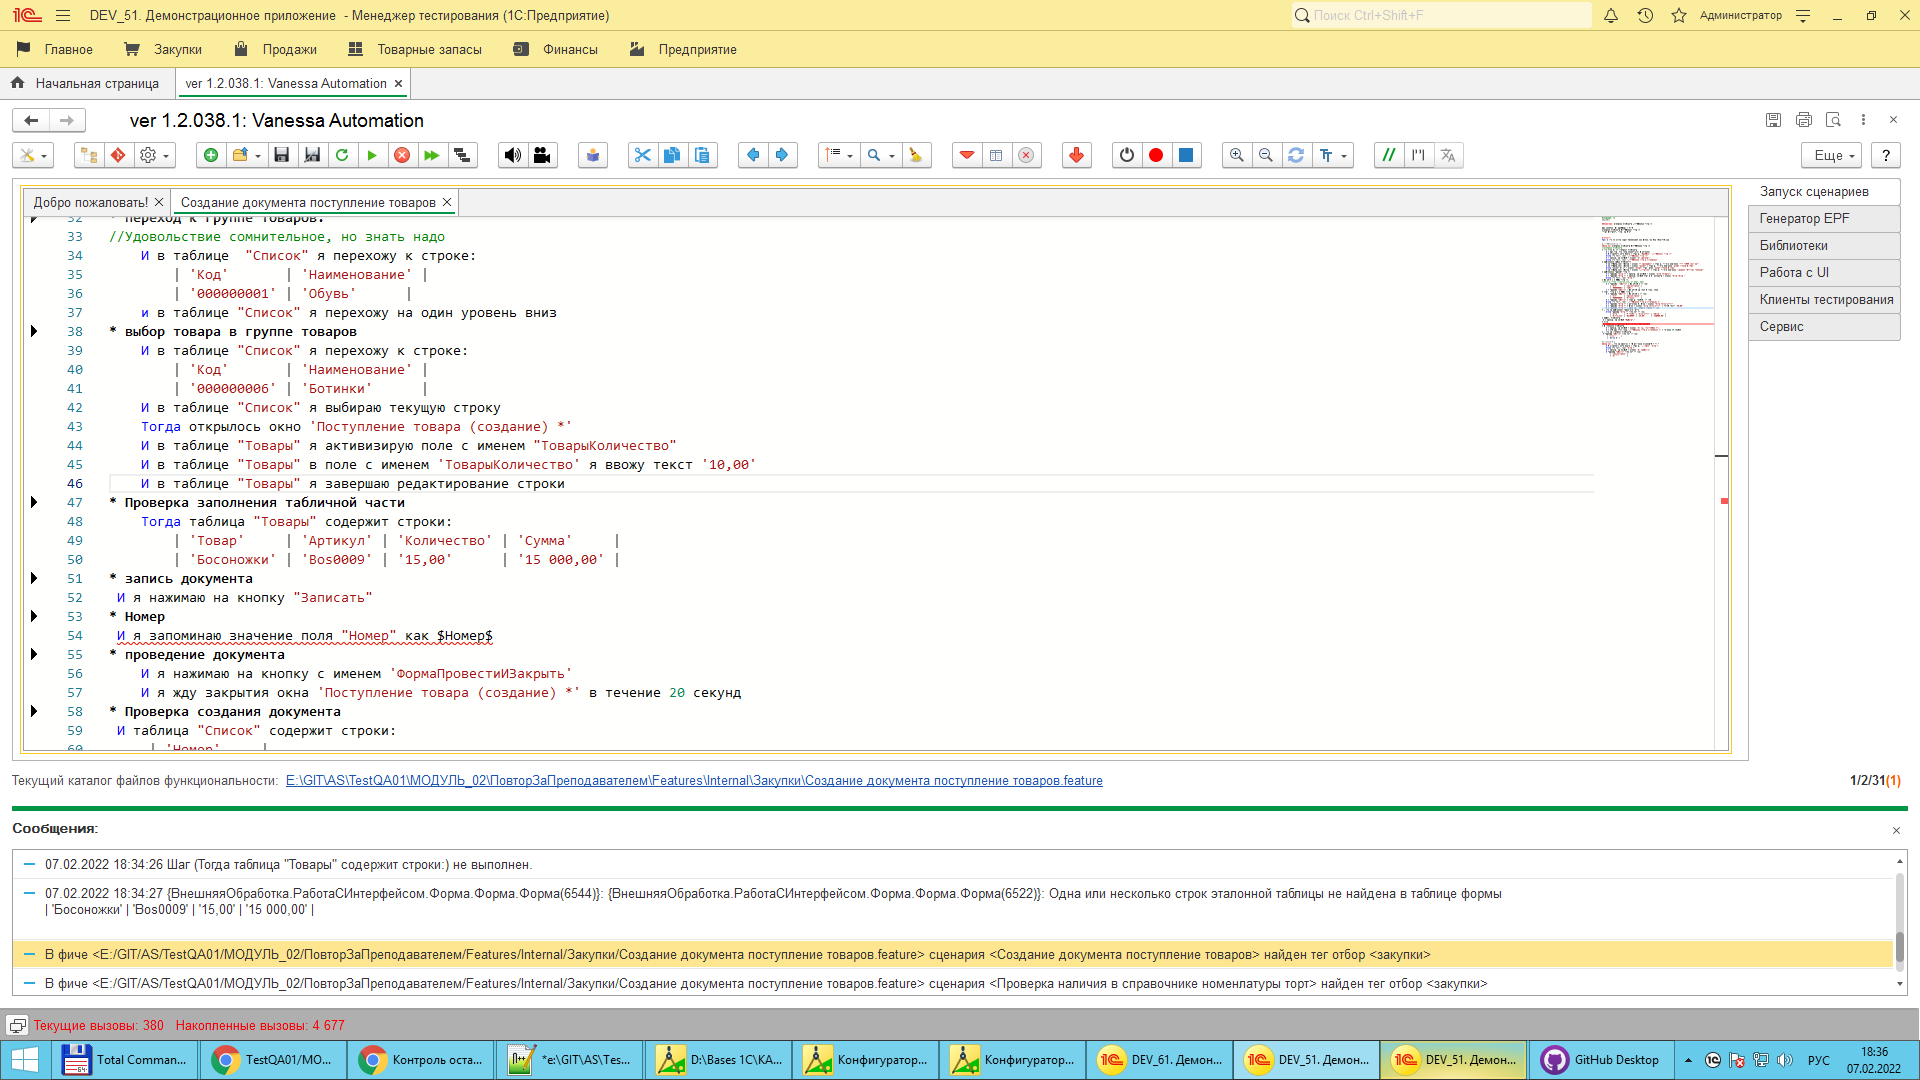 DEV_51. Демонстрационное приложение - Менеджер тестирования (1С:Предприятие)
Поиск Ctrl+Shift+F
Администратор
Главное
Закупки
Продажи
Товарные запасы
Финансы
Предприятие
Начальная страница
ver 1.2.038.1: Vanessa Automation
ver 1.2.038.1: Vanessa Automation
Еще
?
Добро пожаловать!
Создание документа поступление товаров
32 * переход к группе товаров.
33 //Удовольствие сомнительное, но знать надо
34 И в таблице  "Список" я перехожу к строке:
35 | 'Код' | 'Наименование' |
36 | '000000001' | 'Обувь' |
37 и в таблице "Список" я перехожу на один уровень вниз
38 * выбор товара в группе товаров
39 И в таблице "Список" я перехожу к строке:
40 | 'Код' | 'Наименование' |
41 | '000000006' | 'Ботинки' |
42 И в таблице "Список" я выбираю текущую строку
43 Тогда открылось окно 'Поступление товара (создание) *'
44 И в таблице "Товары" я активизирую поле с именем "ТоварыКоличество"
45 И в таблице "Товары" в поле с именем 'ТоварыКоличество' я ввожу текст '10,00'
46 И в таблице "Товары" я завершаю редактирование строки
47 * Проверка заполнения табличной части
48 Тогда таблица "Товары" содержит строки:
49 | 'Товар' | 'Артикул' | 'Количество' | 'Сумма' |
50 | 'Босоножки' | 'Bos0009' | '15,00' | '15 000,00' |
51 * запись документа
52 И я нажимаю на кнопку "Записать"
53 * Номер
54 И я запоминаю значение поля "Номер" как $Номер$
55 * проведение документа
56 И я нажимаю на кнопку с именем 'ФормаПровестиИЗакрыть'
57 И я жду закрытия окна 'Поступление товара (создание) *' в течение 20 секунд
58 * Проверка создания документа
59 И таблица "Список" содержит строки:
60 | 'Номер' |
Запуск сценариев
Генератор EPF
Библиотеки
Работа с UI
Клиенты тестирования
Сервис
Текущий каталог файлов функциональности: E:\GIT\AS\TestQA01\МОДУЛЬ_02\ПовторЗаПреподавателем\Features\Internal\Закупки\Создание документа поступление товаров.feature
1/2/31(1)
Сообщения:
07.02.2022 18:34:26 Шаг (Тогда таблица "Товары" содержит строки:) не выполнен.
07.02.2022 18:34:27 {ВнешняяОбработка.РаботаСИнтерфейсом.Форма.Форма.Форма(6544)}: {ВнешняяОбработка.РаботаСИнтерфейсом.Форма.Форма.Форма(6522)}: Одна или несколько строк эталонной таблицы не найдена в таблице формы
| 'Босоножки' | 'Bos0009' | '15,00' | '15 000,00' |
В фиче <E:/GIT/AS/TestQA01/МОДУЛЬ_02/ПовторЗаПреподавателем/Features/Internal/Закупки/Создание документа поступление товаров.feature> сценария <Создание документа поступление товаров> найден тег отбор <закупки>
В фиче <E:/GIT/AS/TestQA01/МОДУЛЬ_02/ПовторЗаПреподавателем/Features/Internal/Закупки/Создание документа поступление товаров.feature> сценария <Проверка наличия в справочнике номенлатуры торт> найден тег отбор <закупки>
Текущие вызовы: 380 Накопленные вызовы: 4 677
Total Comman...
TestQA01/MO...
Контроль оста...
*e:\GIT\AS\Tes...
D:\Bases 1C\KA...
Конфигуратор...
Конфигуратор...
DEV_61. Демон...
DEV_51. Демон...
DEV_51. Демон...
GitHub Desktop
РУС
18:36
07.02.2022